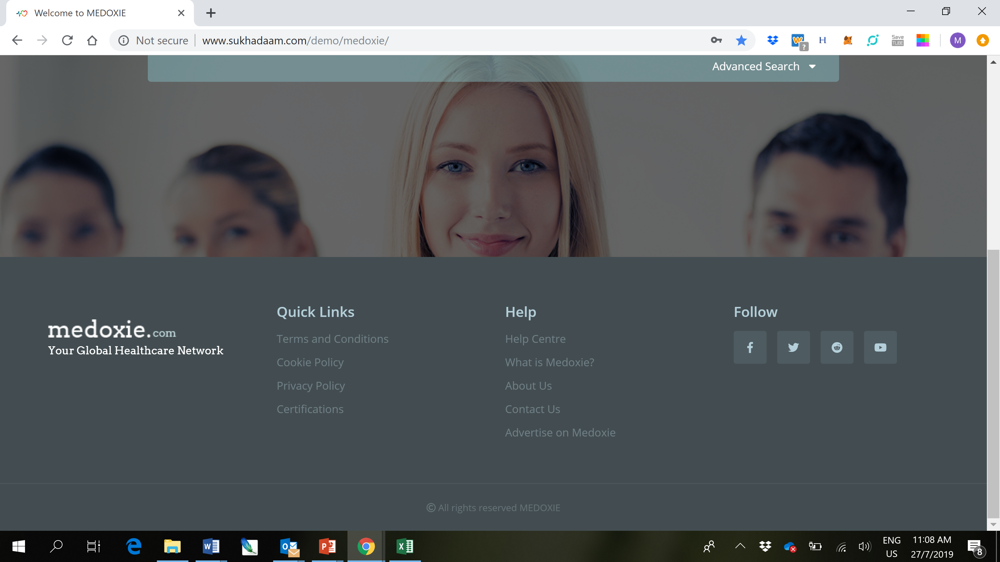 Welcome to MEDOXIE
Not secure
www.sukhadaam.com/demo/medoxie/
?
H
Save
TUBE
M
Advanced Search
medoxie.com
Your Global Healthcare Network
Quick Links
Terms and Conditions
Cookie Policy
Privacy Policy
Certifications
Help
Help Centre
What is Medoxie?
About Us
Contact Us
Advertise on Medoxie
Follow
© All rights reserved MEDOXIE
ENG
US
11:08 AM
27/7/2019
8